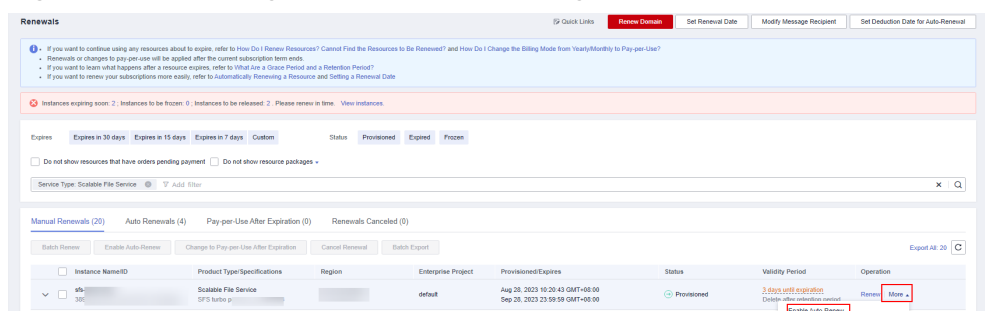 Renewals
Quick Links
Renew Domain
Set Renewal Date
Modify Message Recipient
Set Deduction Date for Auto-Renewal
If you want to continue using any resources about to expire, refer to How Do I Renew Resources? Cannot Find the Resources to Be Renewed? and How Do I Change the Billing Mode from Yearly/Monthly to Pay-per-Use?
Renewals or changes to pay-per-use will be applied after the current subscription term ends.
If you want to learn what happens after a resource expires, refer to What Are a Grace Period and a Retention Period?
If you want to renew your subscriptions more easily, refer to Automatically Renewing a Resource and Setting a Renewal Date
Instances expiring soon: 2 ; Instances to be frozen: 0 ; Instances to be released: 2 . Please renew in time. View instances
Expires
Expires in 30 days
Expires in 15 days
Expires in 7 days
Custom
Status
Provisioned
Expired
Frozen
Do not show resources that have orders pending payment
Do not show resource packages
Service Type: Scalable File Service
Add filter
Manual Renewals (20)
Auto Renewals (4)
Pay-per-Use After Expiration (0)
Renewals Canceled (0)
Batch Renew
Enable Auto-Renew
Change to Pay-per-Use After Expiration
Cancel Renewal
Batch Export
Export All: 20
Instance Name/ID
Product Type/Specifications
Region
Enterprise Project
Provisioned/Expires
Status
Validity Period
Operation
sfs-
Scalable File Service
SFS turbo p
default
Aug 28, 2023 10:20:43 GMT+08:00
Sep 28, 2023 23:59:59 GMT+08:00
Provisioned
3 days until expiration
Delete after retention period
Renew
More
Enable Auto-Renew